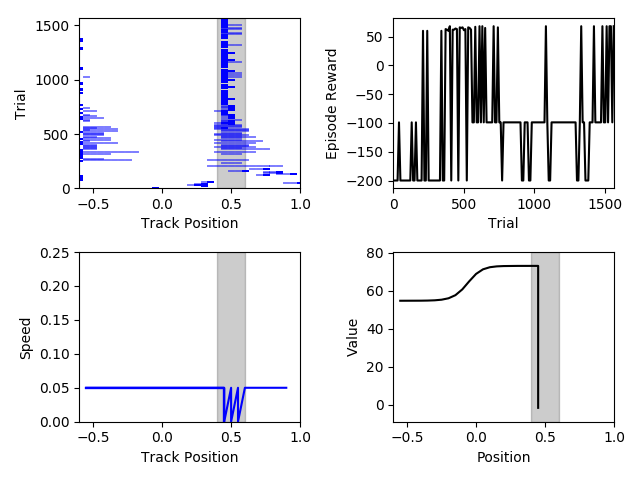 1500
1000
500
0
Trial
−0.5 0.0 0.5 1.0
Track Position
50
0
−50
−100
−150
−200
Episode Reward
0 500 1000 1500
Trial
0.25
0.20
0.15
0.10
0.05
0.00
Speed
−0.5 0.0 0.5 1.0
Track Position
80
60
40
20
0
Value
−0.5 0.0 0.5 1.0
Position